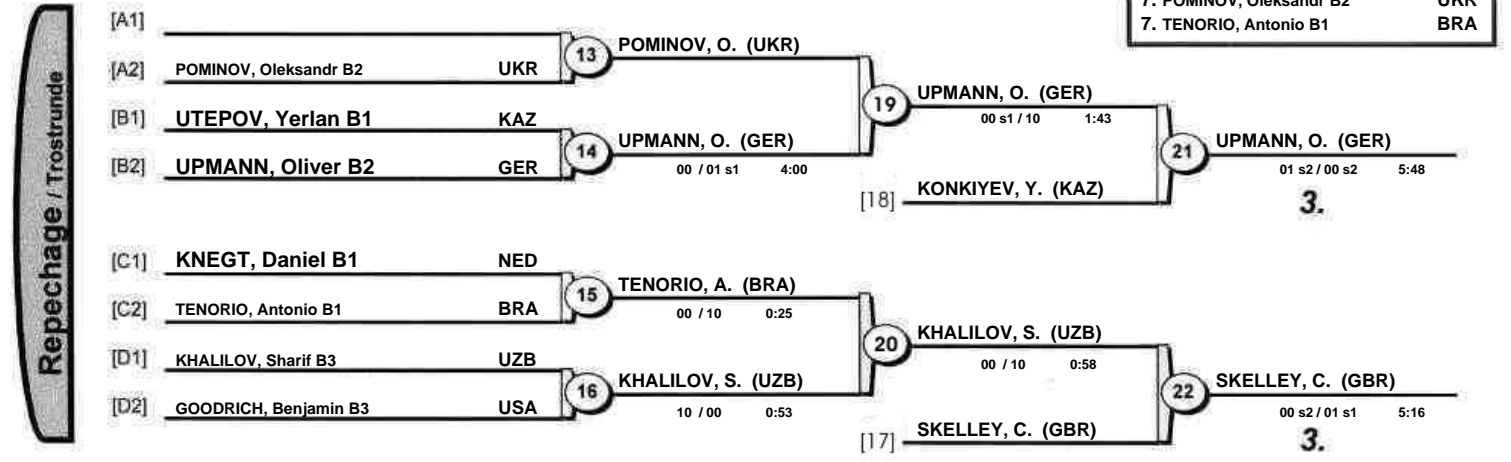 7. POMINOV, Oleksandr B2 UKR
7. TENORIO, Antonio B1 BRA
Repechage / Trostrunde
[A1]
13 POMINOV, O. (UKR)
[A2] POMINOV, Oleksandr B2 UKR
19 UPMANN, O. (GER)
00 s1 / 10 1:43
[B1] UTEPOV, Yerlan B1 KAZ
14 UPMANN, O. (GER)
00 / 01 s1 4:00
21 UPMANN, O. (GER)
01 s2 / 00 s2 5:48
[B2] UPMANN, Oliver B2 GER
[18] KONKIYEV, Y. (KAZ)
3.
[C1] KNEGT, Daniel B1 NED
15 TENORIO, A. (BRA)
00 / 10 0:25
[C2] TENORIO, Antonio B1 BRA
20 KHALILOV, S. (UZB)
00 / 10 0:58
[D1] KHALILOV, Sharif B3 UZB
16 KHALILOV, S. (UZB)
10 / 00 0:53
22 SKELLEY, C. (GBR)
00 s2 / 01 s1 5:16
[D2] GOODRICH, Benjamin B3 USA
[17] SKELLEY, C. (GBR)
3.